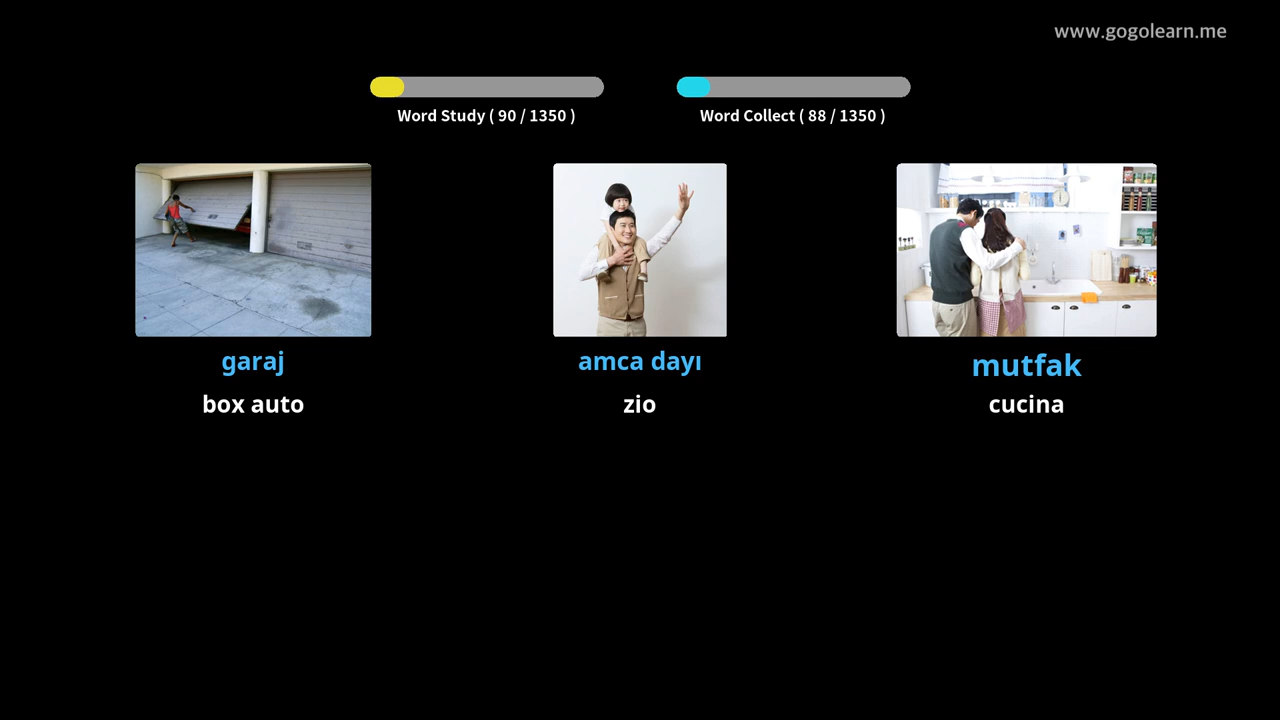 www.gogolearn.me
Word Study ( 90 / 1350 )
Word Collect ( 88 / 1350 )
garaj
amca dayı
mutfak
box auto
zio
cucina